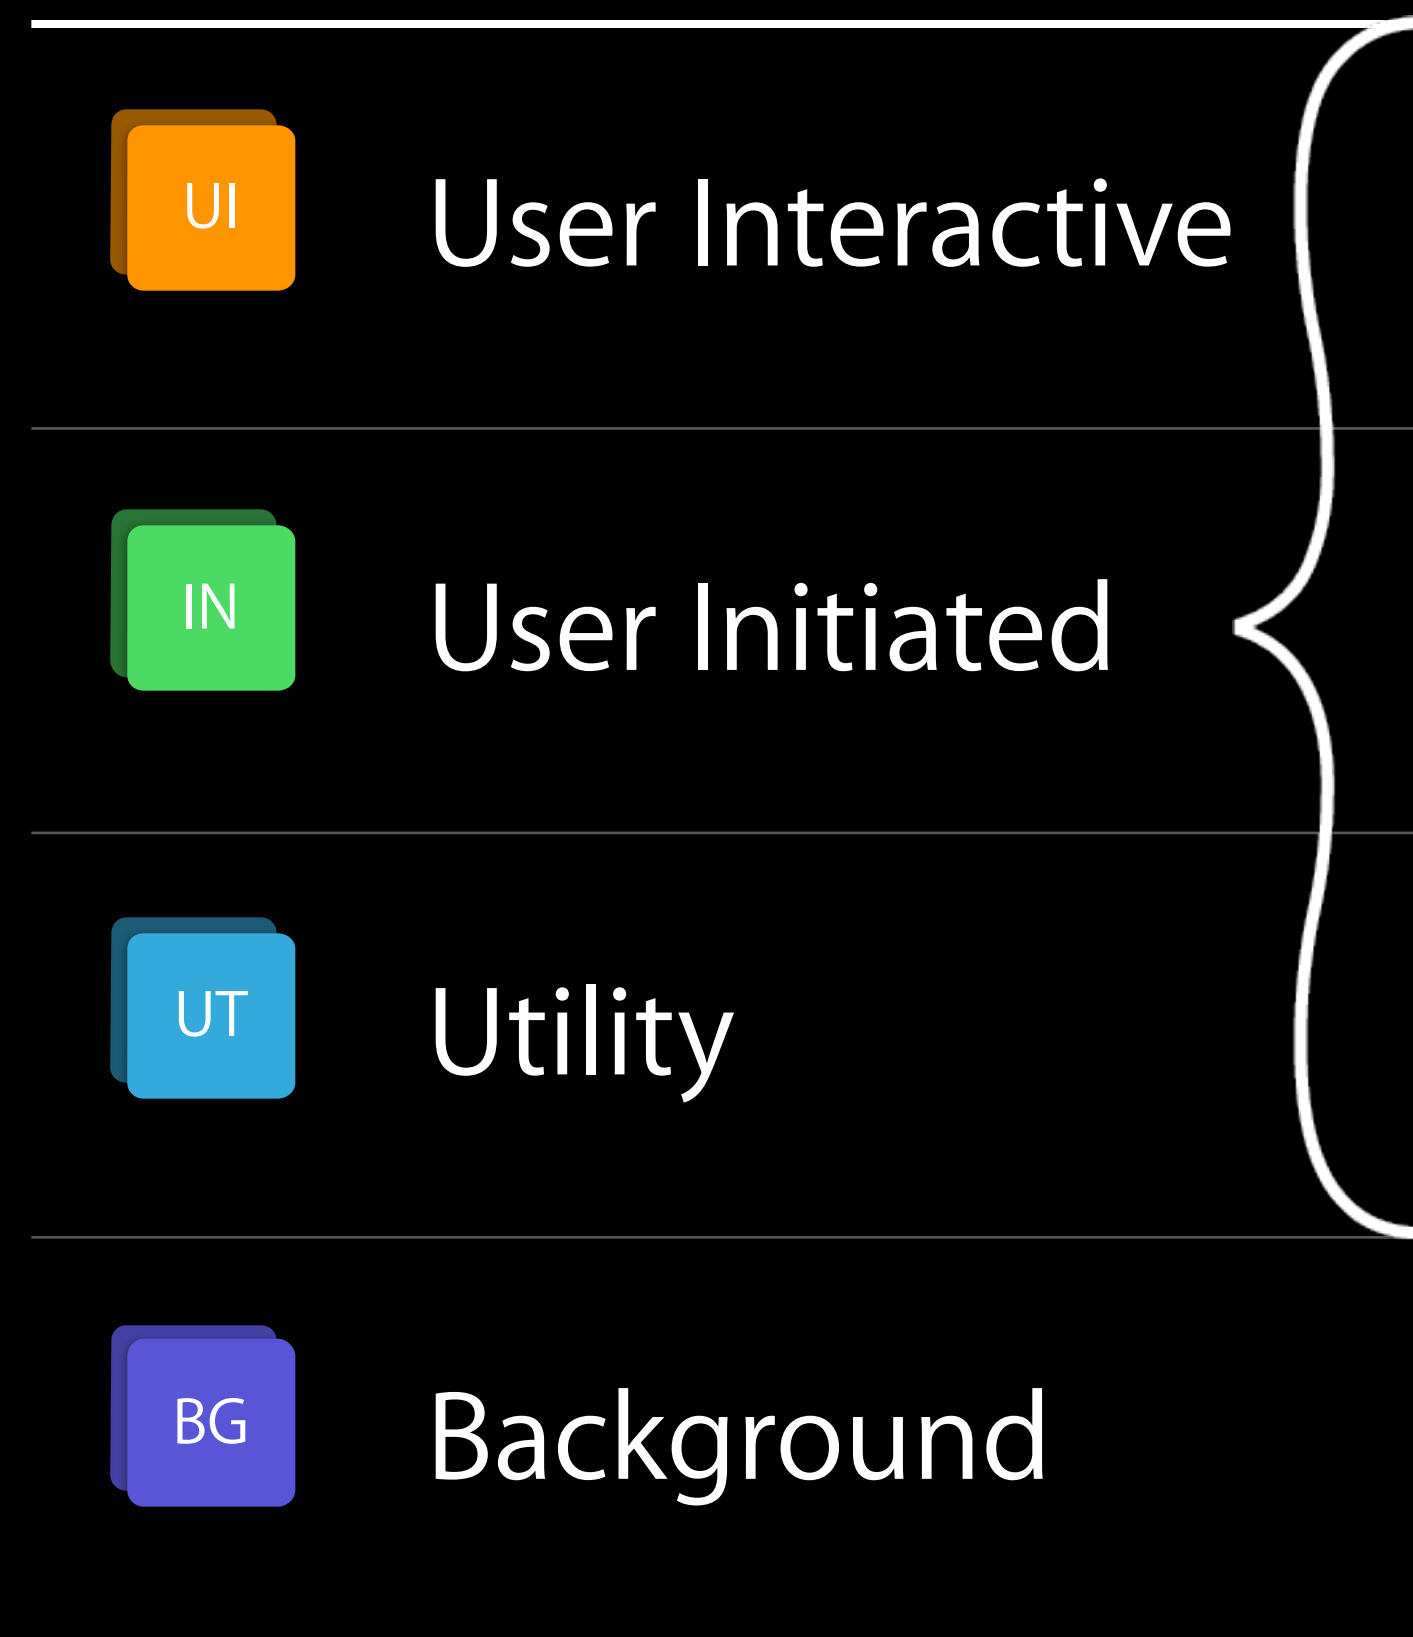 UI User Interactive
IN User Initiated
UT Utility
BG Background